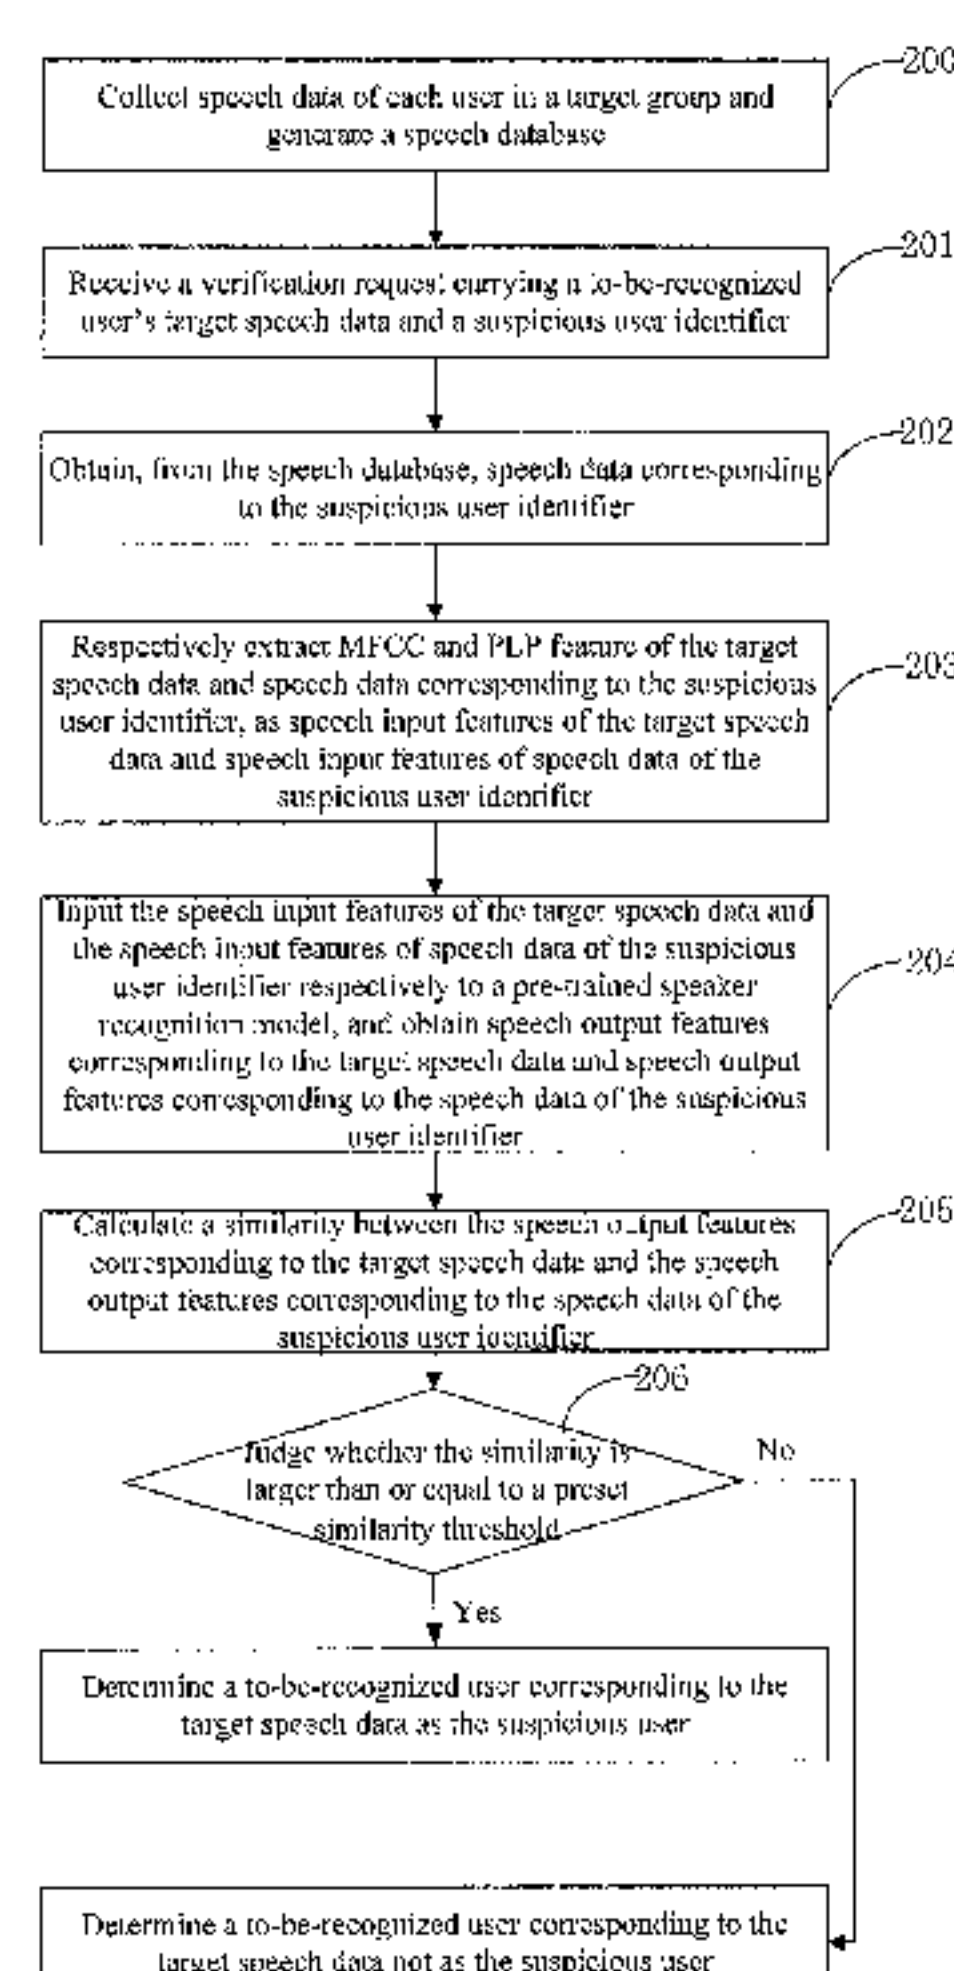 200
Collect speech data of each user in a target group and
generate a speech database
201
Receive a verification request carrying a to-be-recognized
user's target speech data and a suspicious user identifier
202
Obtain, from the speech database, speech data corresponding
to the suspicious user identifier
203
Respectively extract MFCC and PLP feature of the target
speech data and speech data corresponding to the suspicious
user identifier, as speech input features of the target speech
data and speech input features of speech data of the
suspicious user identifier
204
Input the speech input features of the target speech data and
the speech input features of speech data of the suspicious
user identifier respectively to a pre-trained speaker
recognition model, and obtain speech output features
corresponding to the target speech data and speech output
features corresponding to the speech data of the suspicious
user identifier
205
Calculate a similarity between the speech output features
corresponding to the target speech data and the speech
output features corresponding to the speech data of the
suspicious user identifier
206
Judge whether the similarity is
larger than or equal to a preset
similarity threshold
No
Yes
Determine a to-be-recognized user corresponding to the
target speech data as the suspicious user
Determine a to-be-recognized user corresponding to the
target speech data not as the suspicious user